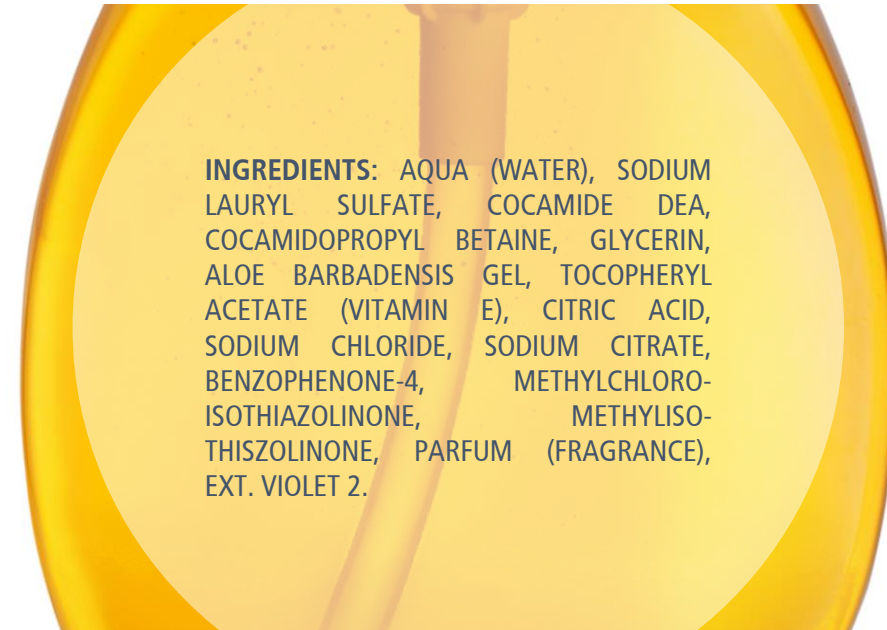 INGREDIENTS: AQUA (WATER), SODIUM
LAURYL SULFATE, COCAMIDE DEA,
COCAMIDOPROPYL BETAINE, GLYCERIN,
ALOE BARBADENSIS GEL, TOCOPHERYL
ACETATE (VITAMIN E), CITRIC ACID,
SODIUM CHLORIDE, SODIUM CITRATE,
BENZOPHENONE-4, METHYLCHLORO-
ISOTHIAZOLINONE, METHYLISO-
THISZOLINONE, PARFUM (FRAGRANCE),
EXT. VIOLET 2.